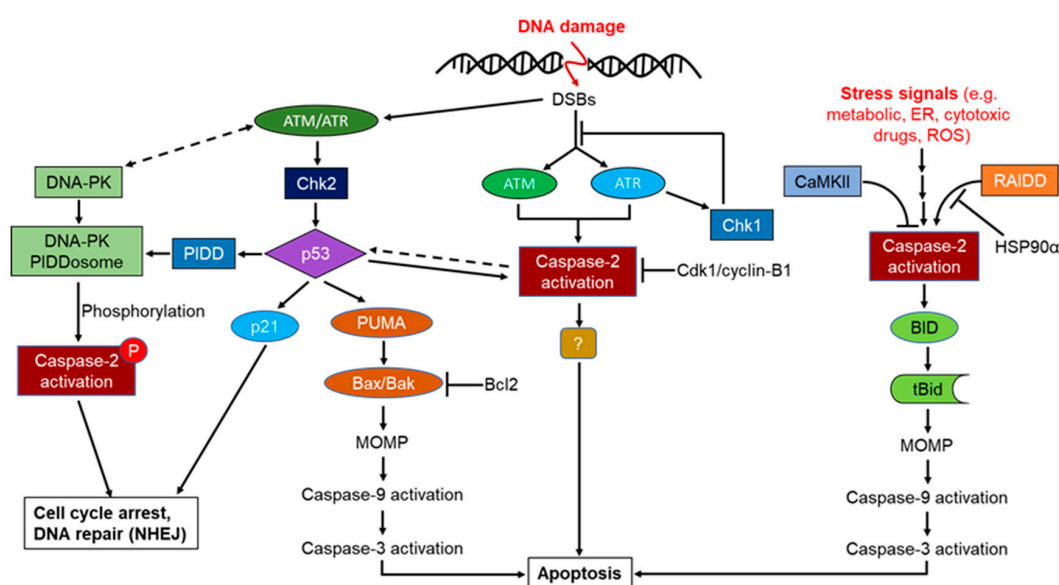 DNA damage
DSBs
ATM/ATR
Stress signals (e.g.
metabolic, ER, cytotoxic
drugs, ROS)
DNA-PK
Chk2
ATM
ATR
CaMKII
RAIDD
Chk1
DNA-PK
PIDDosome
PIDD
p53
Caspase-2
activation
Cdk1/cyclin-B1
Caspase-2
activation
HSP90α
Phosphorylation
p21
PUMA
?
BID
P
Caspase-2
activation
Bax/Bak
Bcl2
tBid
MOMP
MOMP
Cell cycle arrest,
DNA repair (NHEJ)
Caspase-9 activation
Caspase-9 activation
Caspase-3 activation
Caspase-3 activation
Apoptosis